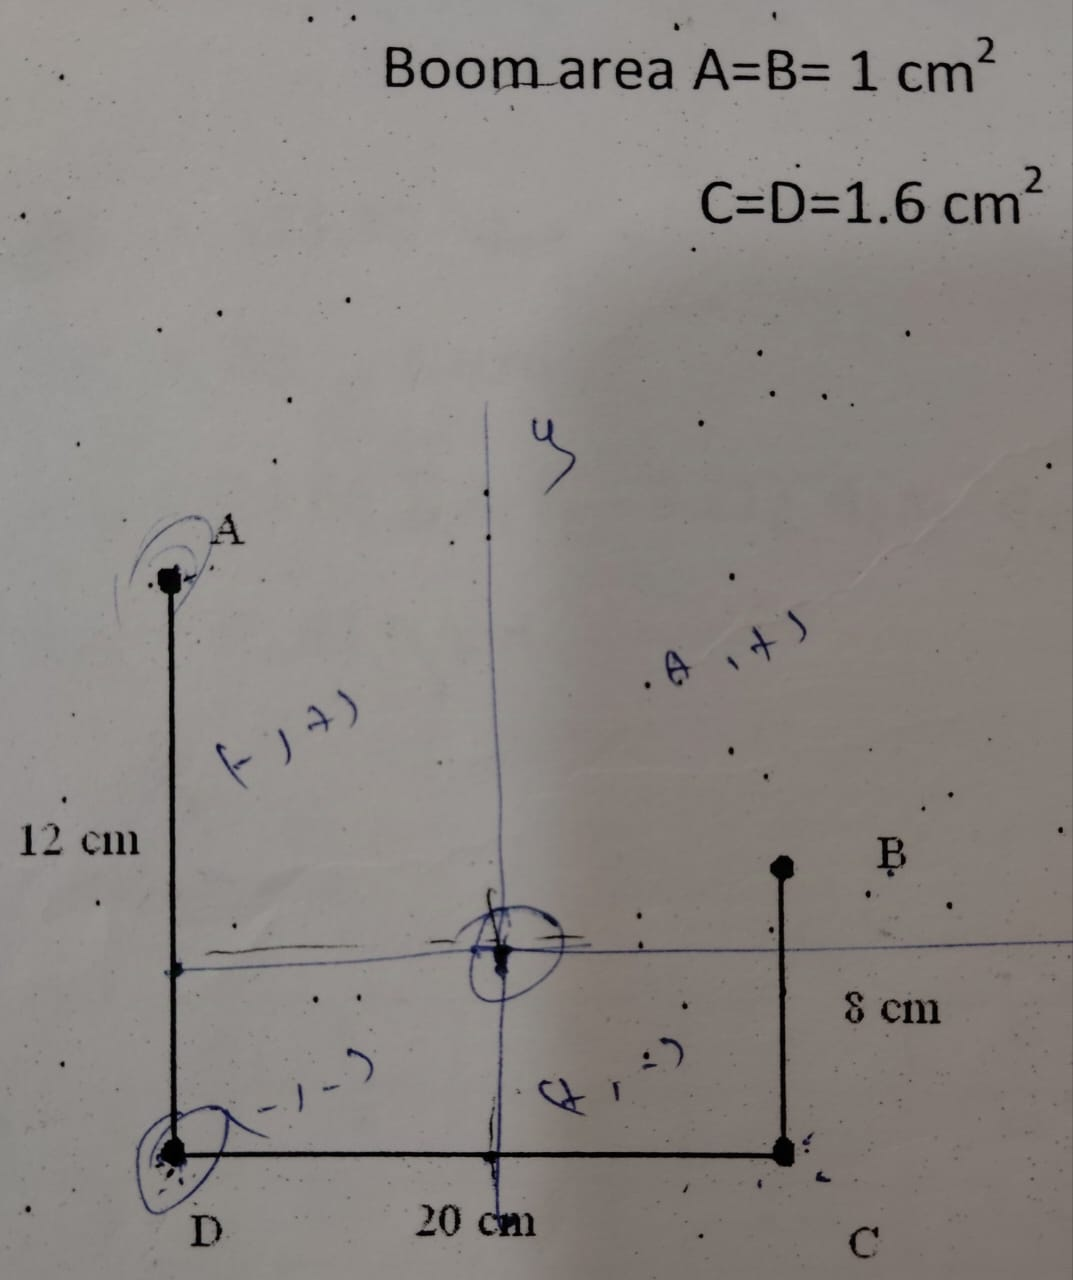 Boom area A=B= 1 cm²
C=D=1.6 cm²
y
A
, +)
(-, +)
12 cm
B
8 cm
(-, -)
(+, -)
20 cm
D
C